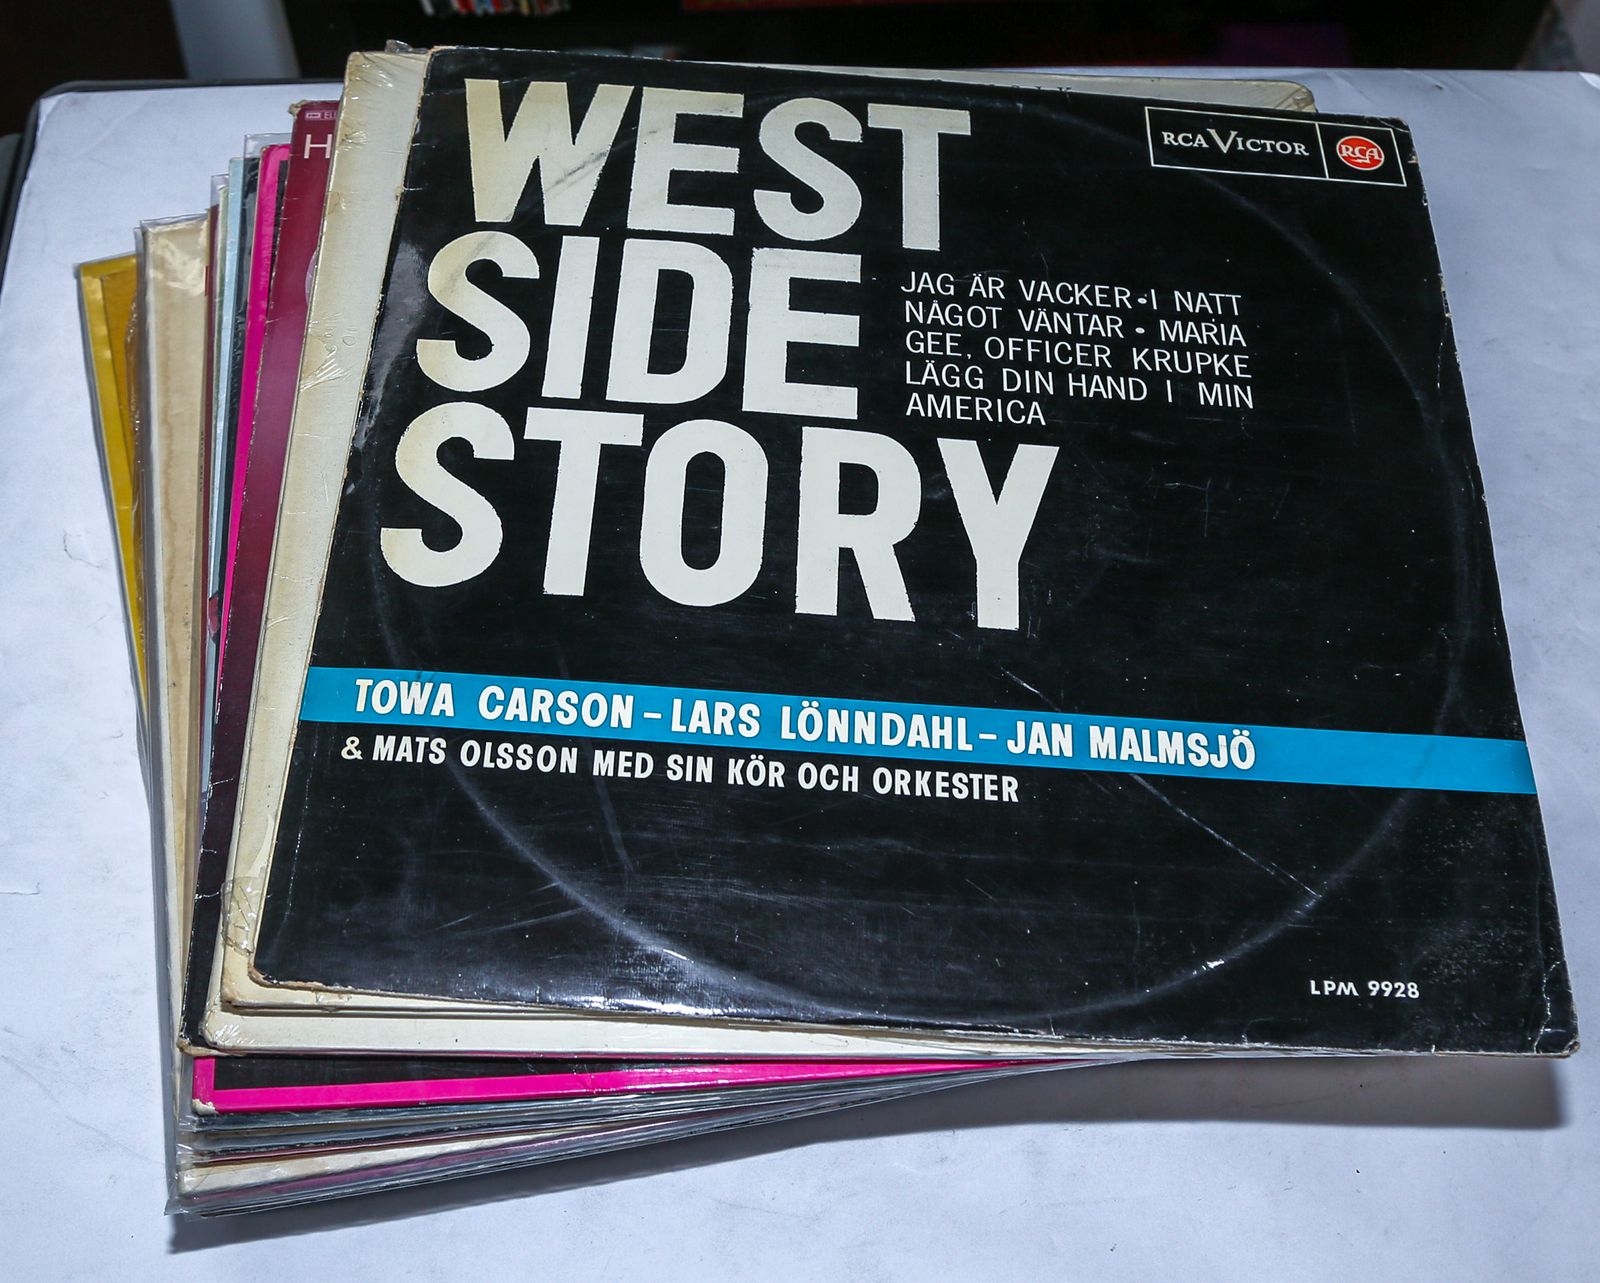 WEST
SIDE
STORY
RCA VICTOR
RCA
JAG ÄR VACKER • I NATT
NÅGOT VÄNTAR • MARIA
GEE, OFFICER KRUPKE
LÄGG DIN HAND I MIN
AMERICA
TOWA CARSON – LARS LÖNNDAHL – JAN MALMSJÖ
& MATS OLSSON MED SIN KÖR OCH ORKESTER
LPM 9928
H